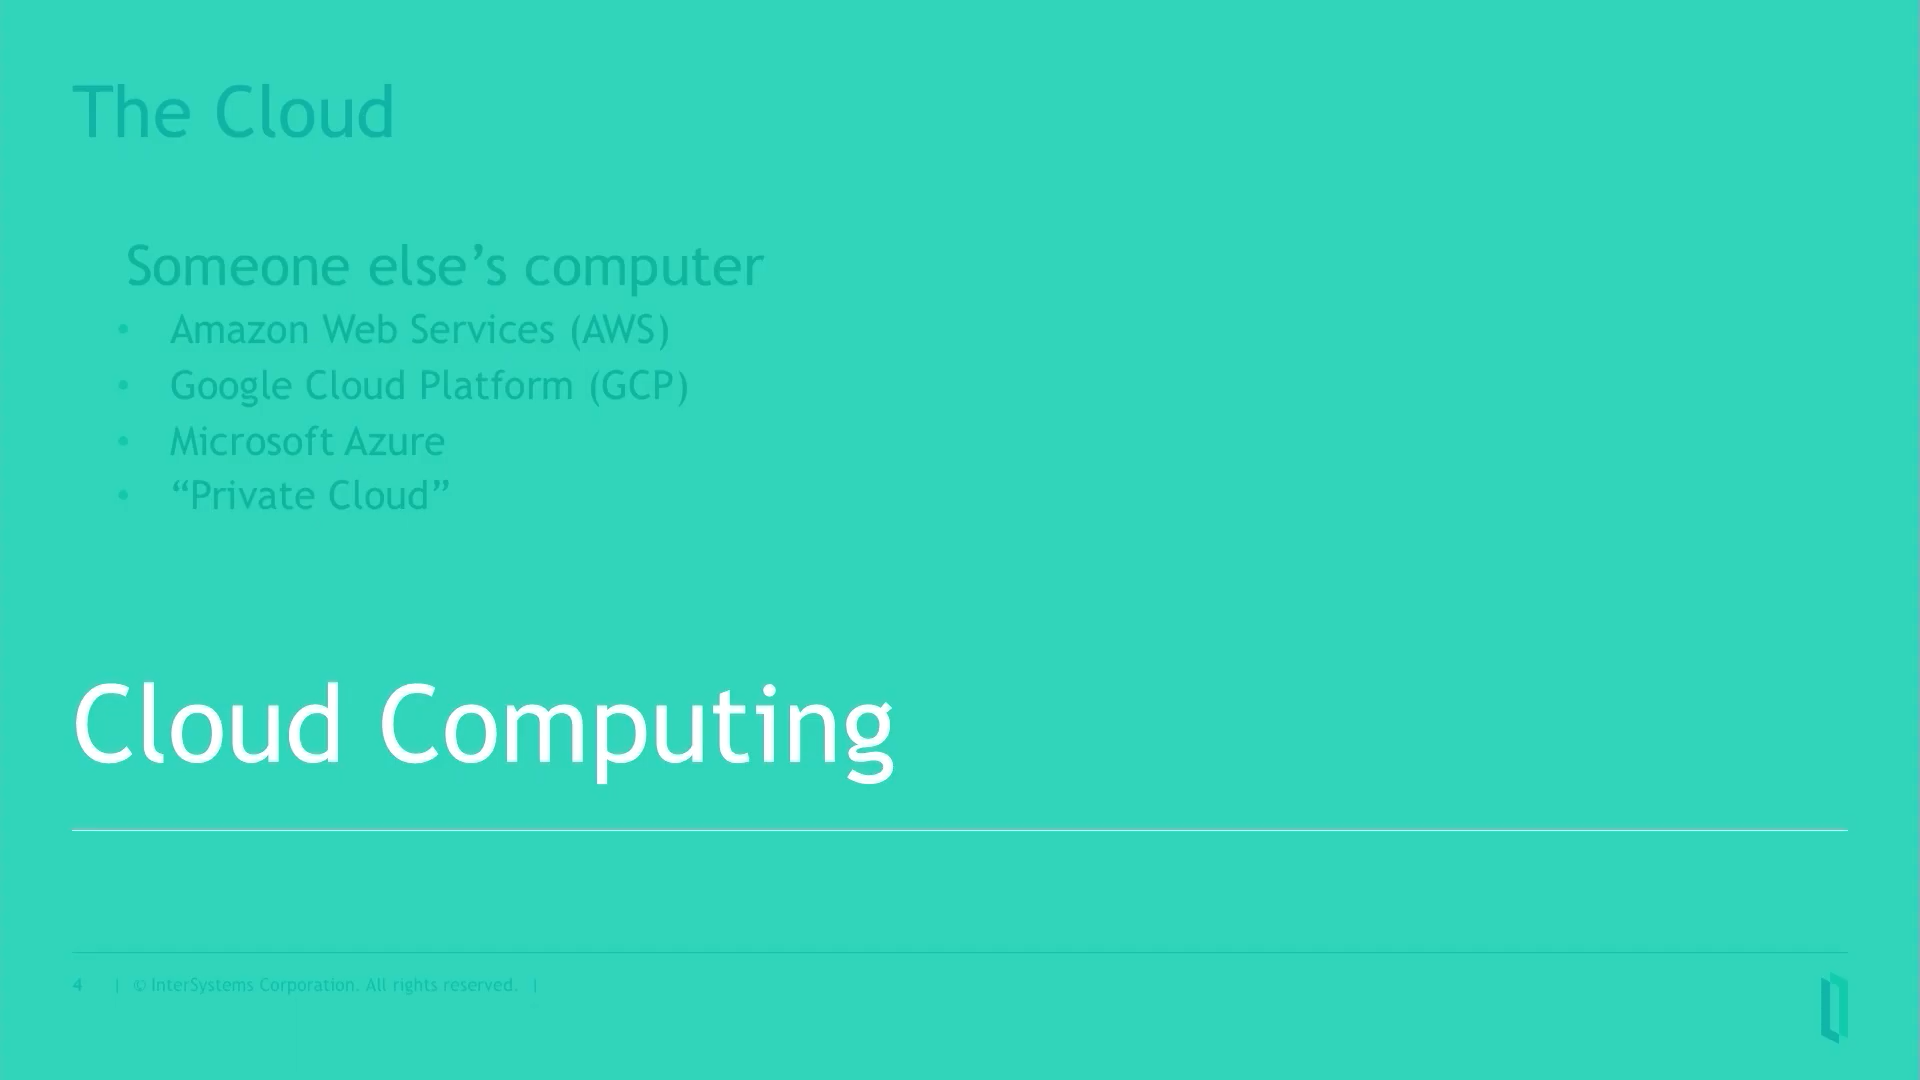 The Cloud
Someone else’s computer
• Amazon Web Services (AWS)
• Google Cloud Platform (GCP)
• Microsoft Azure
• “Private Cloud”
Cloud Computing
4 | © InterSystems Corporation. All rights reserved. |